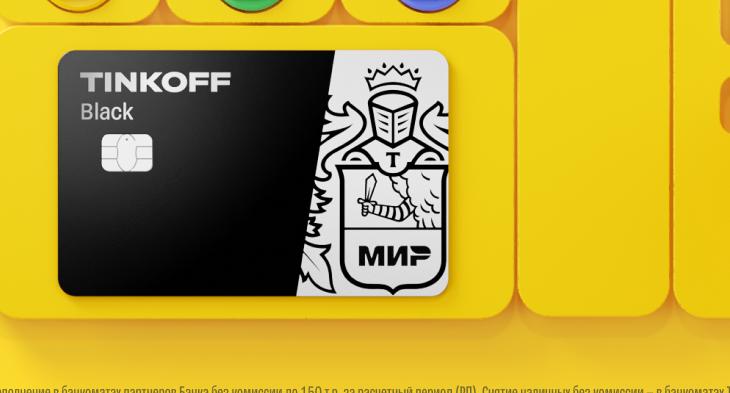 TINKOFF
Black
T
МИР
ополнение в банкоматах партнеров Банка без комиссии до 150 т.р. за расчетный период (РП). Снятие наличных без комиссии – в банкоматах